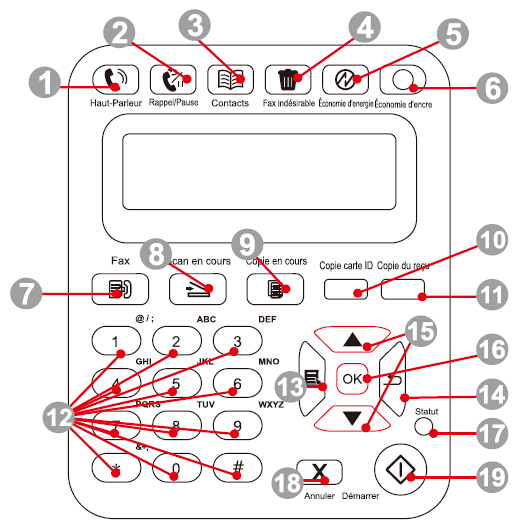 1 2 3 4 5 6
Haut-Parleur Rappel/Pause Contacts Fax indésirable Économie d'energie Économie d'encre
7 8 9 10 11
Fax Scan en cours Copie en cours Copie carte ID Copie du reçu
@ / ; ABC DEF
1 2 3
GHI JKL MNO
4 5 6
PQRS TUV WXYZ
7 8 9
&*,
* 0 #
12
13 OK 14 15 16
Statut
17
X
18 19
Annuler Démarrer